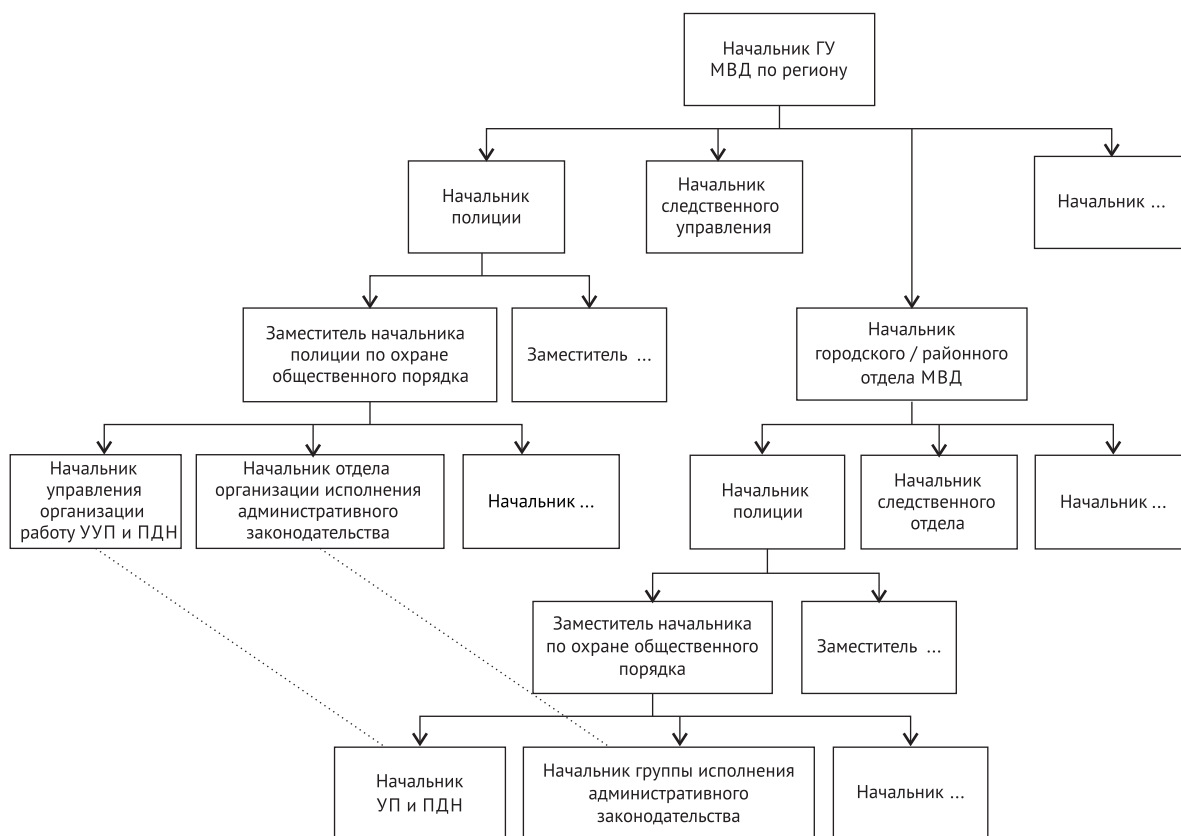 Начальник ГУ
МВД по региону
Начальник
полиции
Начальник
следственного
управления
Начальник ...
Заместитель начальника
полиции по охране
общественного порядка
Заместитель ...
Начальник
городского / районного
отдела МВД
Начальник
управления
организации
работу УУП и ПДН
Начальник отдела
организации исполнения
административного
законодательства
Начальник ...
Начальник
полиции
Начальник
следственного
отдела
Начальник ...
Заместитель начальника
по охране общественного
порядка
Заместитель ...
Начальник
УП и ПДН
Начальник группы исполнения
административного
законодательства
Начальник ...